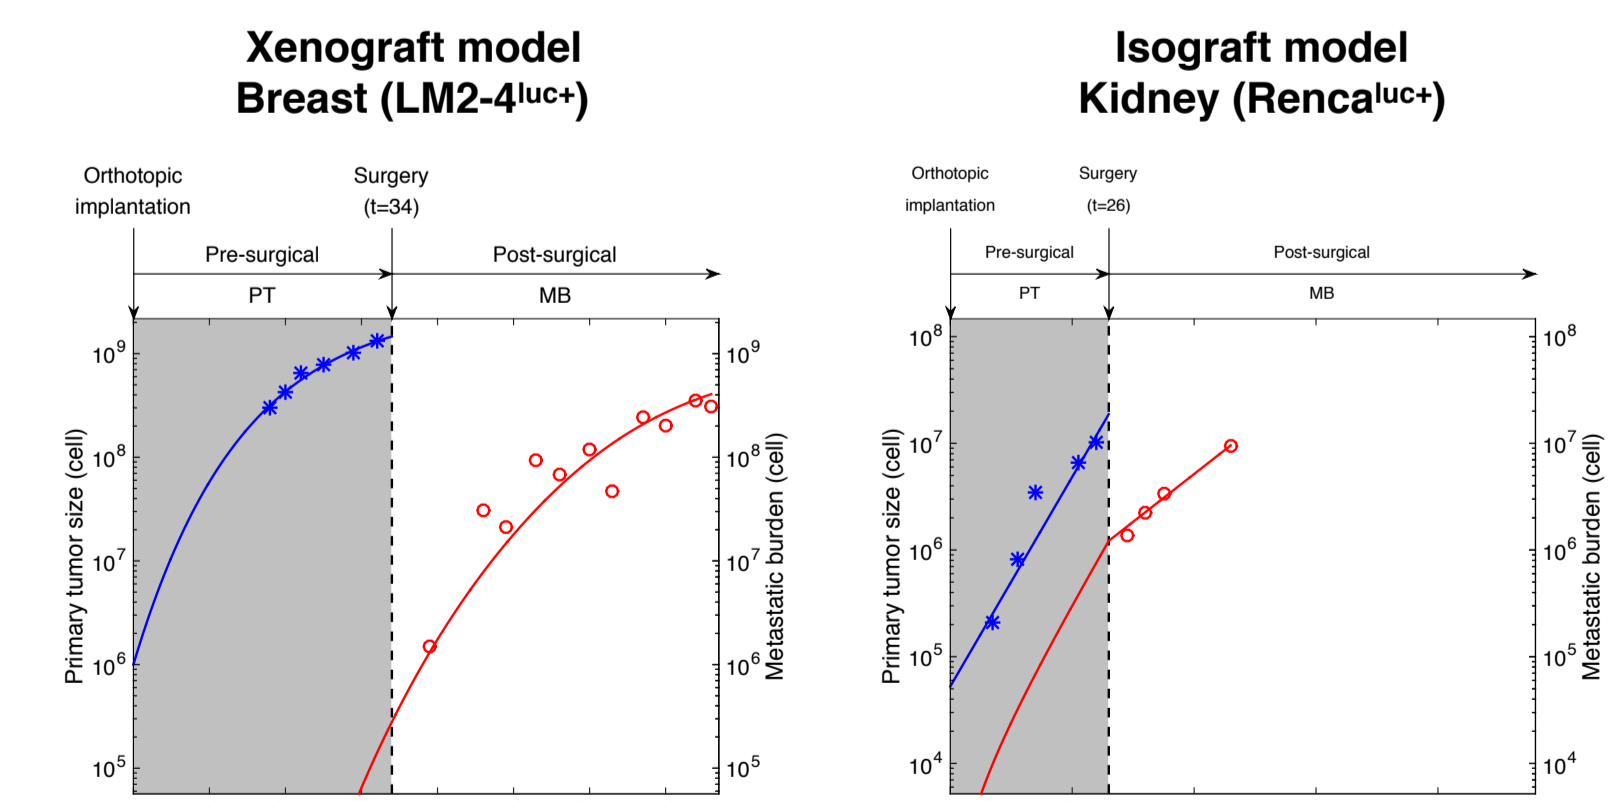 Xenograft model
Breast (LM2-4luc+)
Orthotopic
implantation
Surgery
(t=34)
Pre-surgical
Post-surgical
PT
MB
Primary tumor size (cell)
10^9
10^8
10^7
10^6
10^5
10^9
10^8
10^7
10^6
10^5
Metastatic burden (cell)
Isograft model
Kidney (Rencaluc+)
Orthotopic
implantation
Surgery
(t=26)
Pre-surgical
Post-surgical
PT
MB
Primary tumor size (cell)
10^8
10^7
10^6
10^5
10^4
10^8
10^7
10^6
10^5
10^4
Metastatic burden (cell)